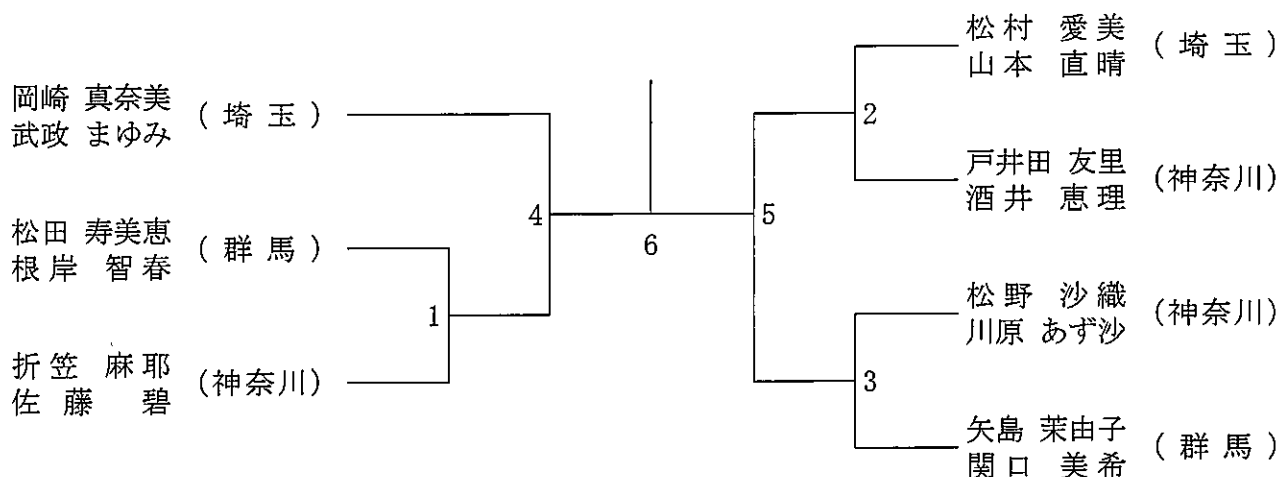 岡崎 真奈美
武政 まゆみ
(埼玉)
松田 寿美恵
根岸 智春
(群馬)
折笠 麻耶
佐藤 碧
(神奈川)
1
4
6
5
2
3
松村 愛美
山本 直晴
(埼玉)
戸井田 友里
酒井 恵理
(神奈川)
松野 沙織
川原 あず沙
(神奈川)
矢島 茉由子
関口 美希
(群馬)